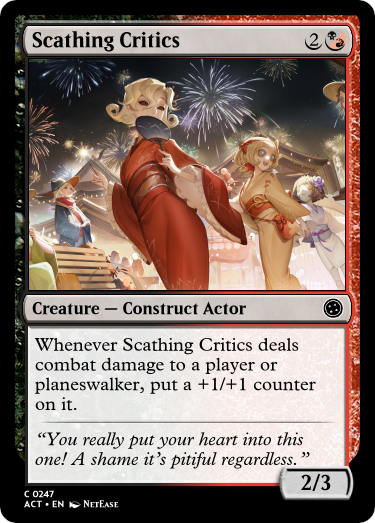 Scathing Critics 2
Creature — Construct Actor
Whenever Scathing Critics deals
combat damage to a player or
planeswalker, put a +1/+1 counter
on it.
“You really put your heart into this
one! A shame it’s pitiful regardless.”
2/3
C 0247
ACT • EN NETEASE